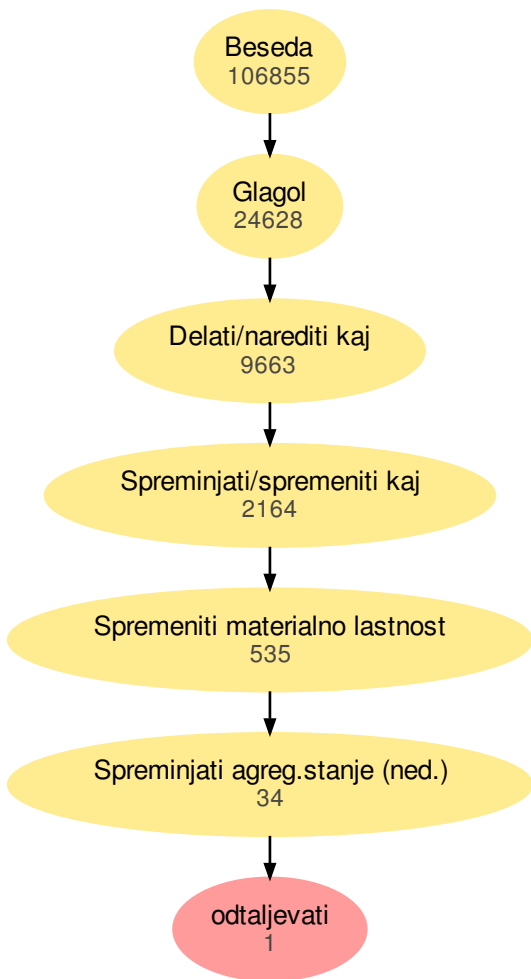 Beseda
106855
Glagol
24628
Delati/narediti kaj
9663
Spreminjati/spremeniti kaj
2164
Spremeniti materialno lastnost
535
Spreminjati agreg.stanje (ned.)
34
odtaljevati
1